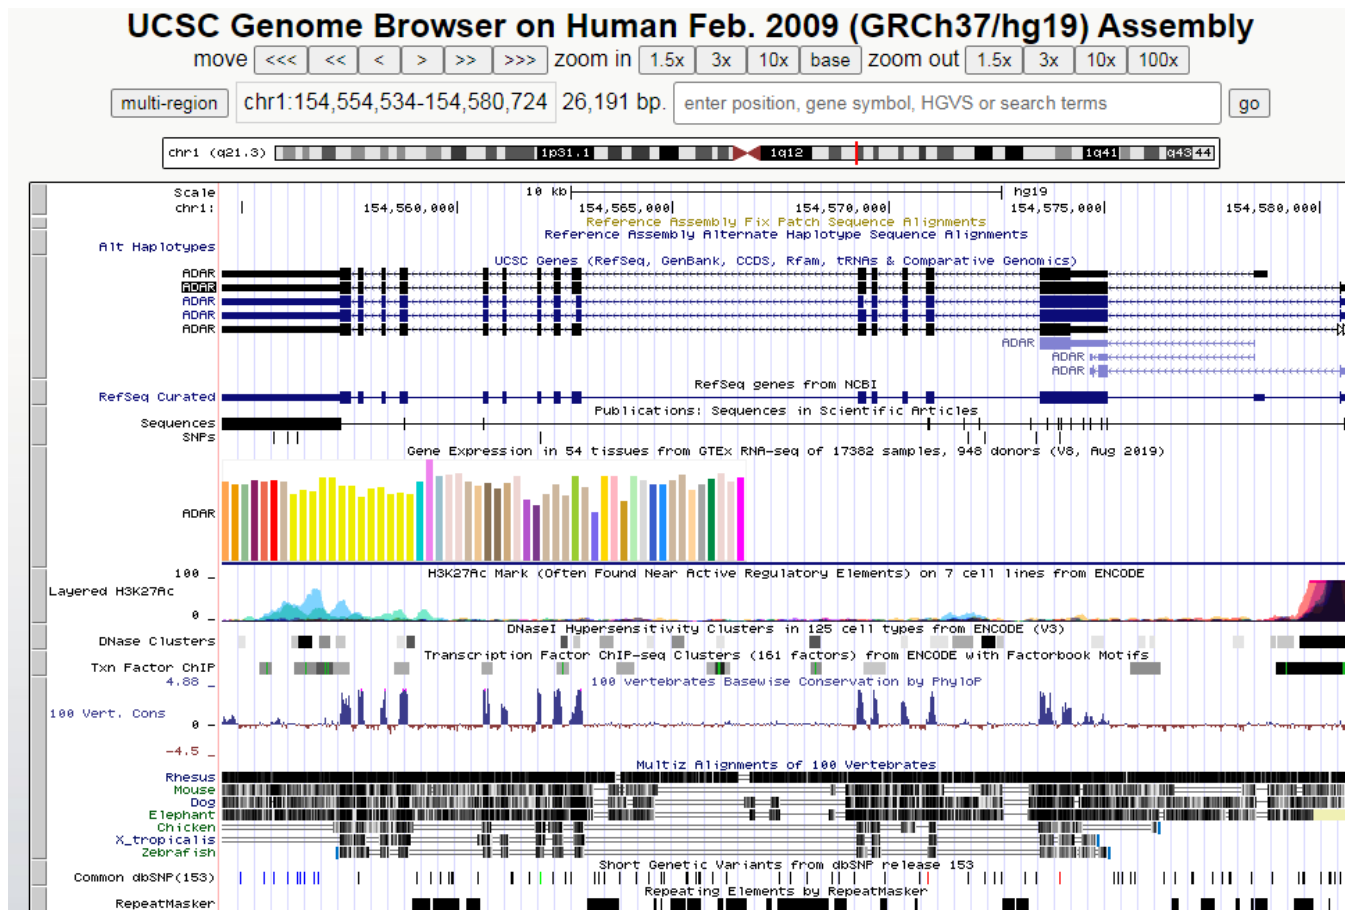 UCSC Genome Browser on Human Feb. 2009 (GRCh37/hg19) Assembly
move <<< << < > >> >>> zoom in 1.5x 3x 10x base zoom out 1.5x 3x 10x 100x
multi-region chr1:154,554,534-154,580,724 26,191 bp. enter position, gene symbol, HGVS or search terms go
chr1 (q21.3) 1p31.1 1q12 1q41 q43 44
Scale 10 kb hg19
chr1: 154,560,000 154,565,000 154,570,000 154,575,000 154,580,000
Reference Assembly Fix Patch Sequence Alignments
Reference Assembly Alternate Haplotype Sequence Alignments
Alt Haplotypes
UCSC Genes (RefSeq, GenBank, CCDS, Rfam, tRNAs & Comparative Genomics)
ADAR
ADAR
ADAR
ADAR
ADAR
ADAR
ADAR
ADAR
RefSeq genes from NCBI
RefSeq Curated
Publications: Sequences in Scientific Articles
Sequences
SNPs
Gene Expression in 54 tissues from GTEx RNA-seq of 17382 samples, 948 donors (V8, Aug 2019)
ADAR
100 _ H3K27Ac Mark (Often Found Near Active Regulatory Elements) on 7 cell lines from ENCODE
Layered H3K27Ac
0 _
DNaseI Hypersensitivity Clusters in 125 cell types from ENCODE (V3)
DNase Clusters
Transcription Factor ChIP-seq Clusters (161 factors) from ENCODE with Factorbook Motifs
Txn Factor ChIP
4.88 _ 100 vertebrates Basewise Conservation by PhyloP
100 Vert. Cons
0 _
-4.5 _
Multiz Alignments of 100 Vertebrates
Rhesus
Mouse
Dog
Elephant
Chicken
X_tropicalis
Zebrafish
Short Genetic Variants from dbSNP release 153
Common dbSNP(153)
Repeating Elements by RepeatMasker
RepeatMasker